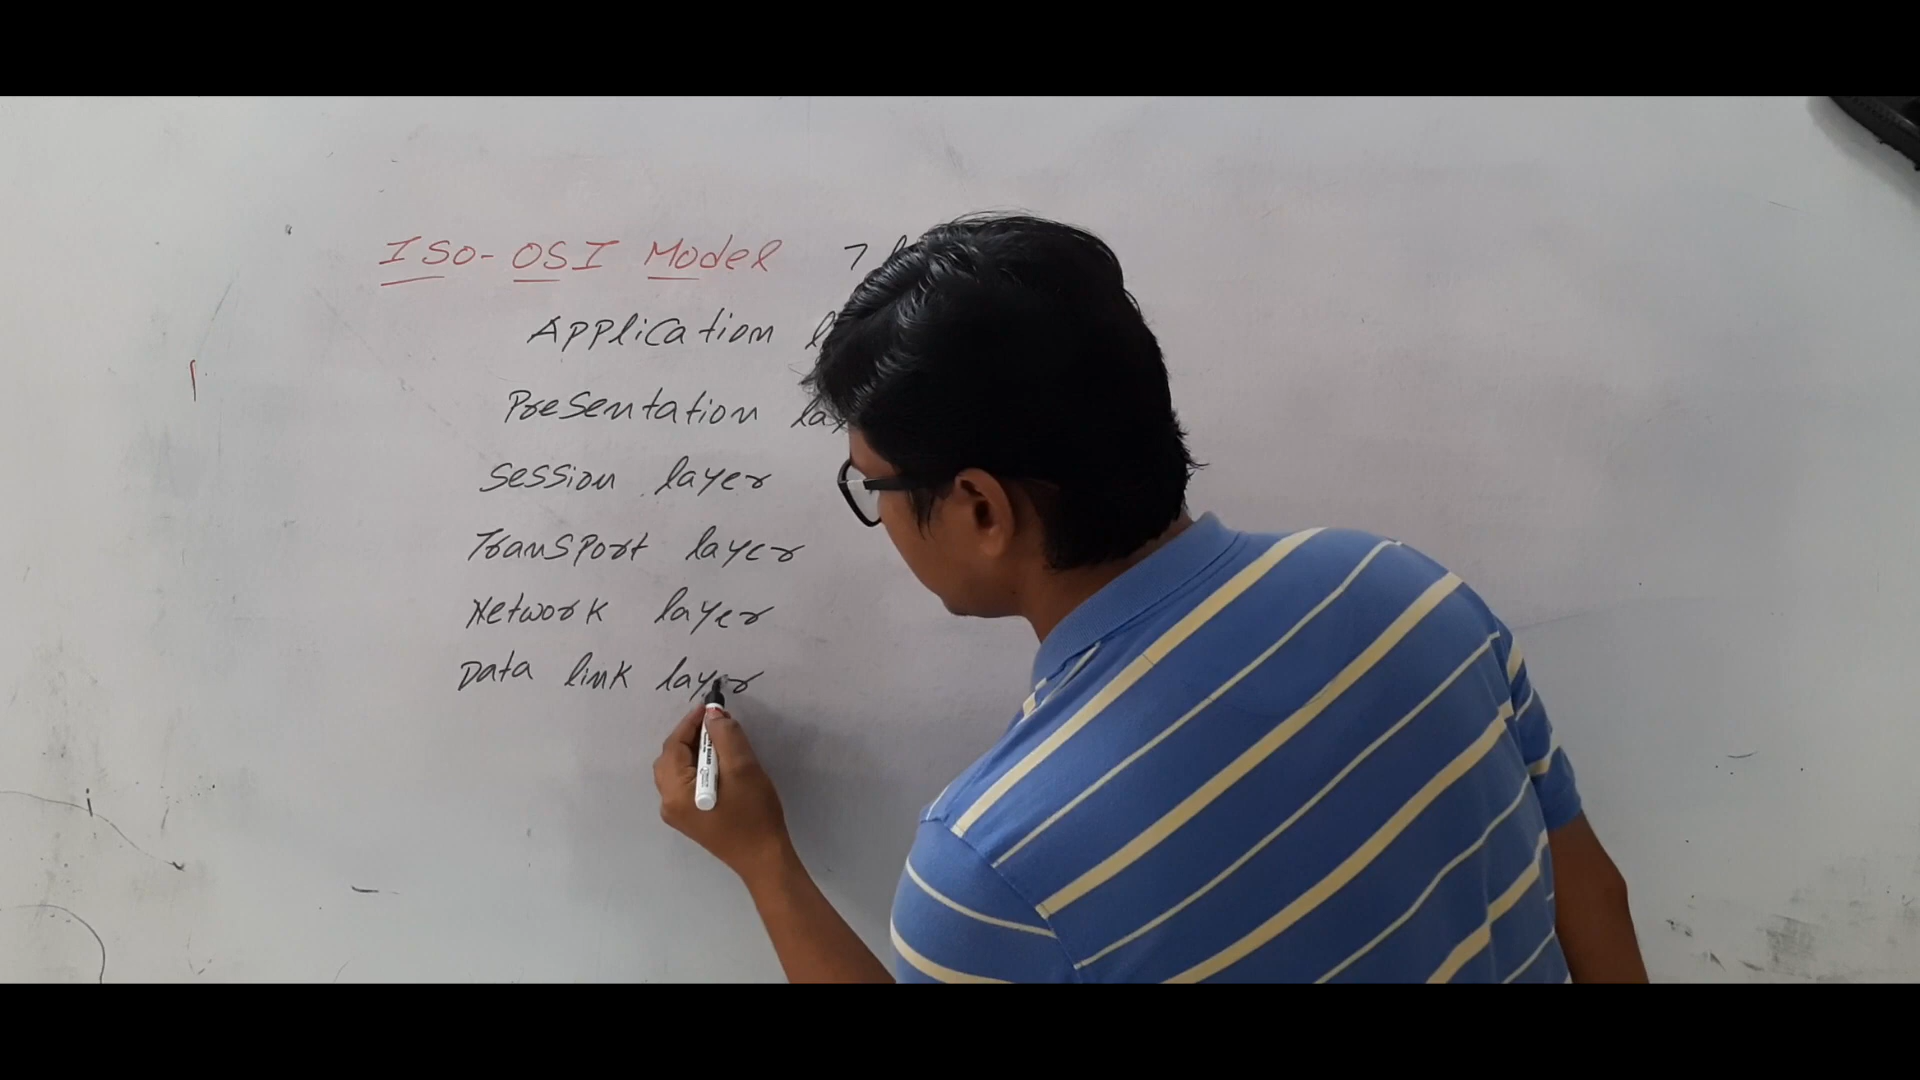 ISO-OSI Model 7
Application
Presentation
Session layer
Transport layer
Network layer
Data link layer